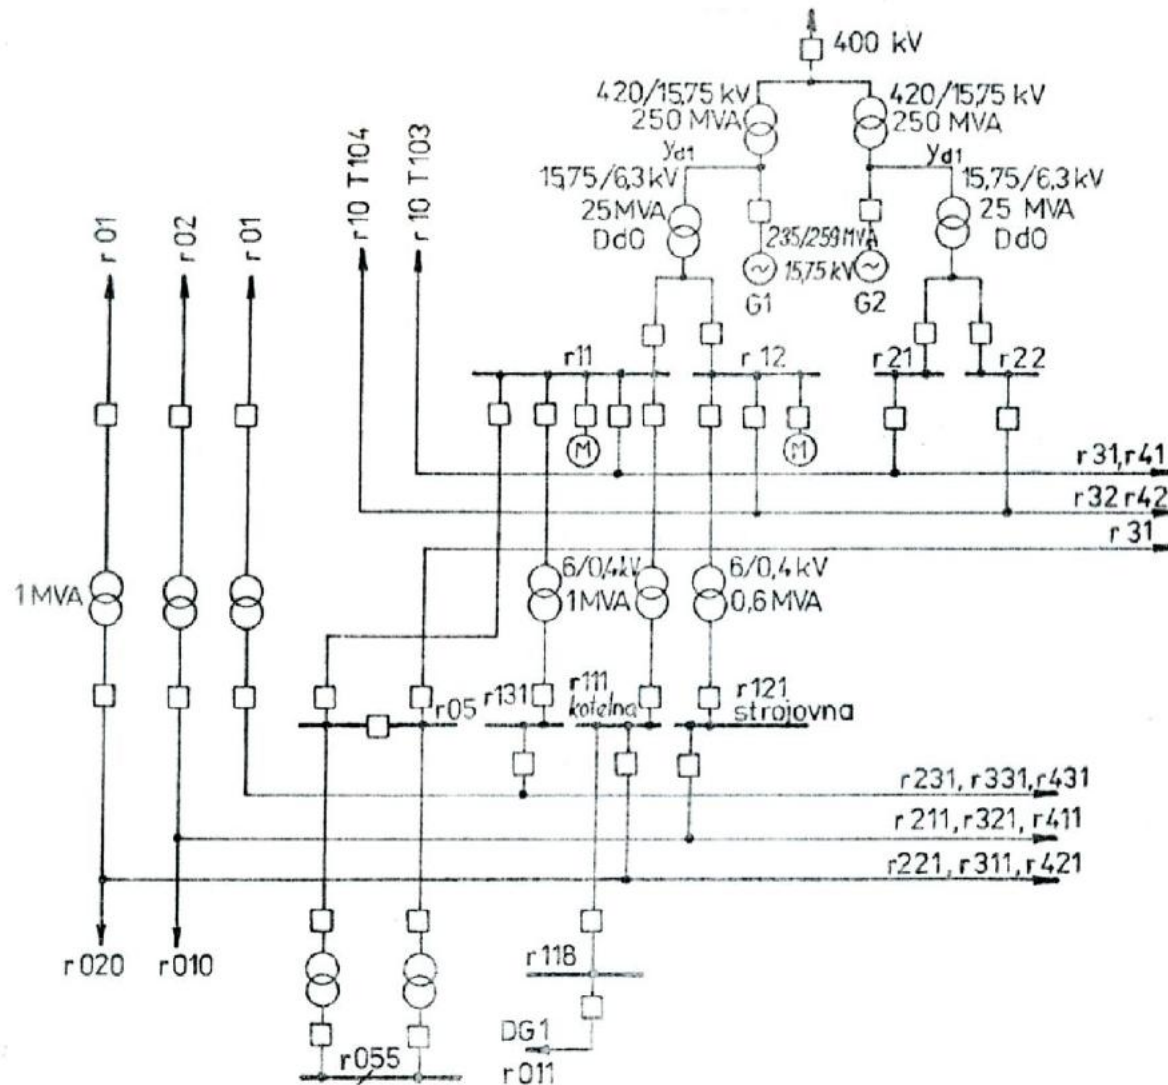 400 kV
420/15,75 kV
250 MVA
420/15,75 kV
250 MVA
yd1
yd1
15,75/6,3 kV
25 MVA
Dd0
15,75/6,3 kV
25 MVA
Dd0
235/259 MVA
15,75 kV
~
~
G1
G2
r 01
r 02
r 01
r 10 T104
r 10 T103
r 11
r 12
r 21
r 22
M
M
r 31, r 41
r 32 r 42
r 31
1 MVA
6/0,4 kV
1 MVA
6/0,4 kV
0,6 MVA
r 05
r 131
r 111
kotelna
r 121
strojovna
r 231, r 331, r 431
r 211, r 321, r 411
r 221, r 311, r 421
r 020
r 010
r 118
DG1
r 011
r 055